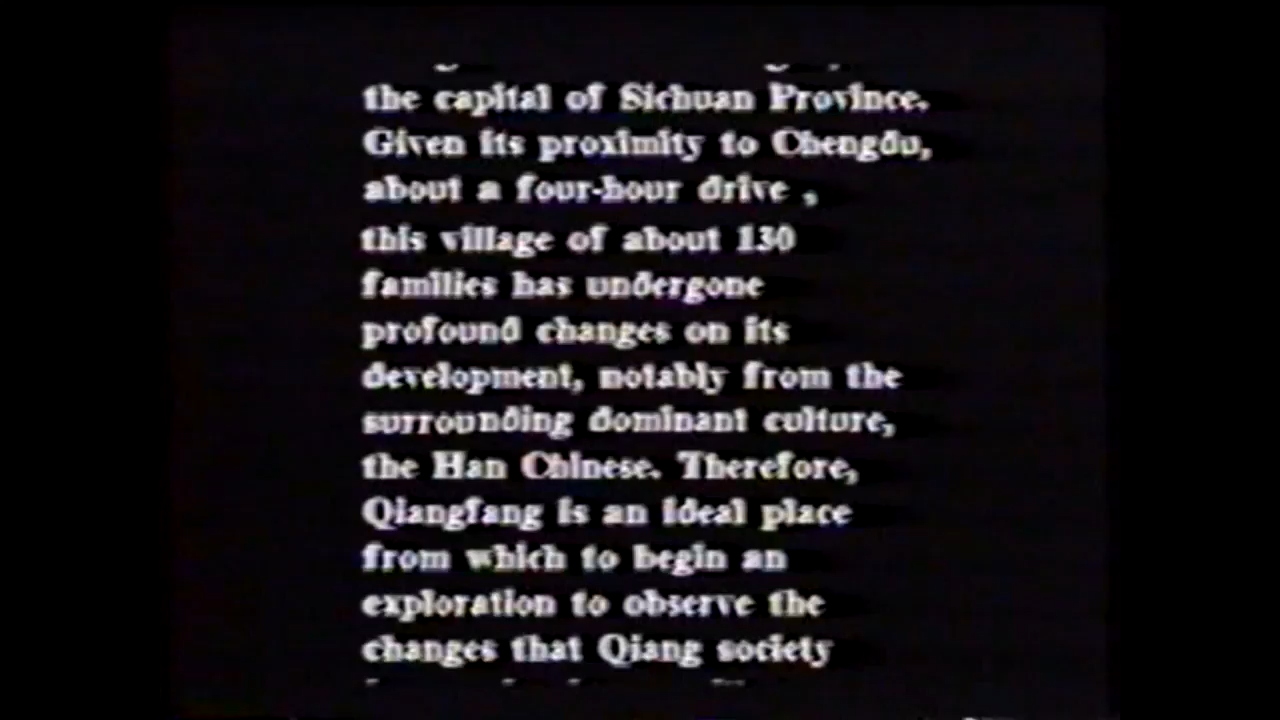 the capital of Sichuan Province.
Given its proximity to Chengdu,
about a four-hour drive ,
this village of about 130
families has undergone
profound changes on its
development, notably from the
surrounding dominant culture,
the Han Chinese. Therefore,
Qiangfang is an ideal place
from which to begin an
exploration to observe the
changes that Qiang society